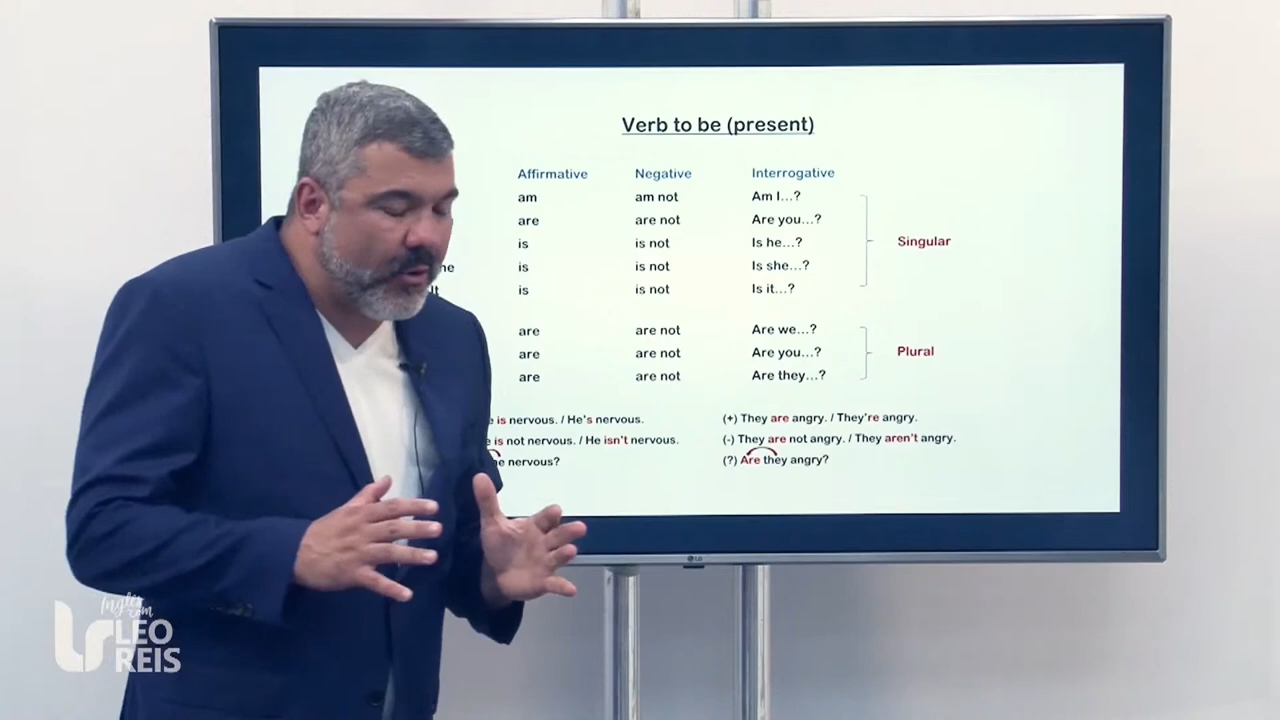 Verb to be (present)
Affirmative Negative Interrogative
am am not Am I...?
are are not Are you...?
is is not Is he...?
is is not Is she...?
It is is not Is it...?
Singular
are are not Are we...?
are are not Are you...?
are are not Are they...?
Plural
is nervous. / He's nervous.
is not nervous. / He isn't nervous.
nervous?
(+) They are angry. / They're angry.
(-) They are not angry. / They aren't angry.
(?) Are they angry?
LG
Inglês com
LEO
REIS